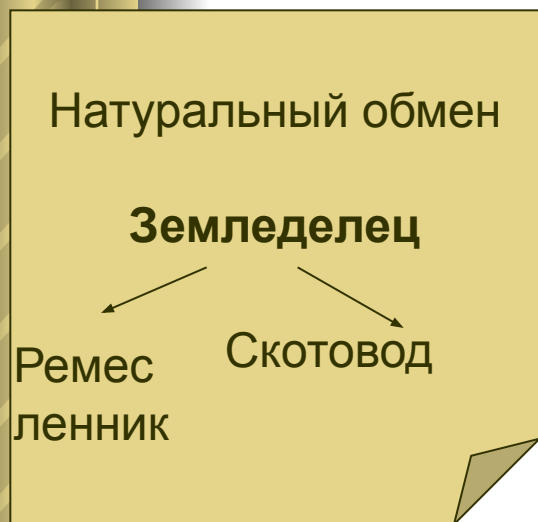 Натуральный обмен
Земледелец
Скотовод
Ремес
ленник